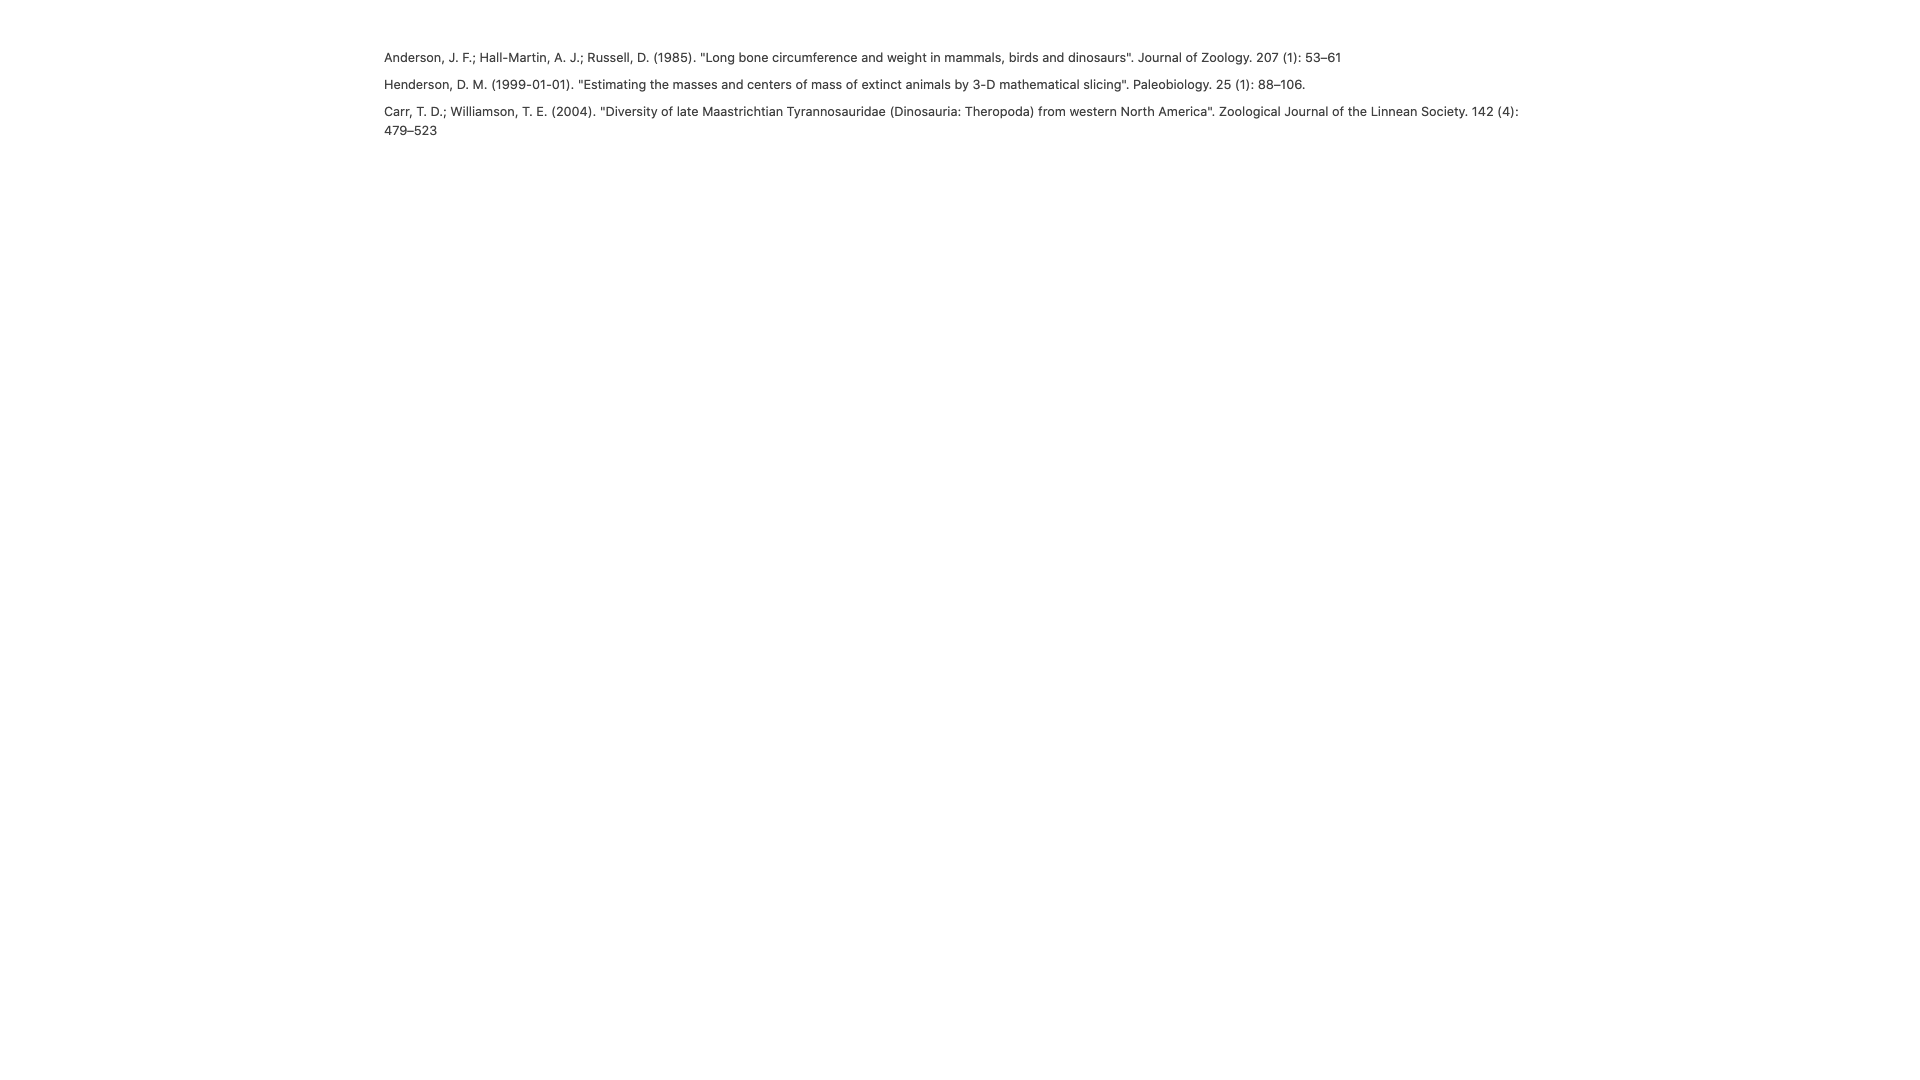 Anderson, J. F.; Hall-Martin, A. J.; Russell, D. (1985). "Long bone circumference and weight in mammals, birds and dinosaurs". Journal of Zoology. 207 (1): 53–61
Henderson, D. M. (1999-01-01). "Estimating the masses and centers of mass of extinct animals by 3-D mathematical slicing". Paleobiology. 25 (1): 88–106.
Carr, T. D.; Williamson, T. E. (2004). "Diversity of late Maastrichtian Tyrannosauridae (Dinosauria: Theropoda) from western North America". Zoological Journal of the Linnean Society. 142 (4):
479–523